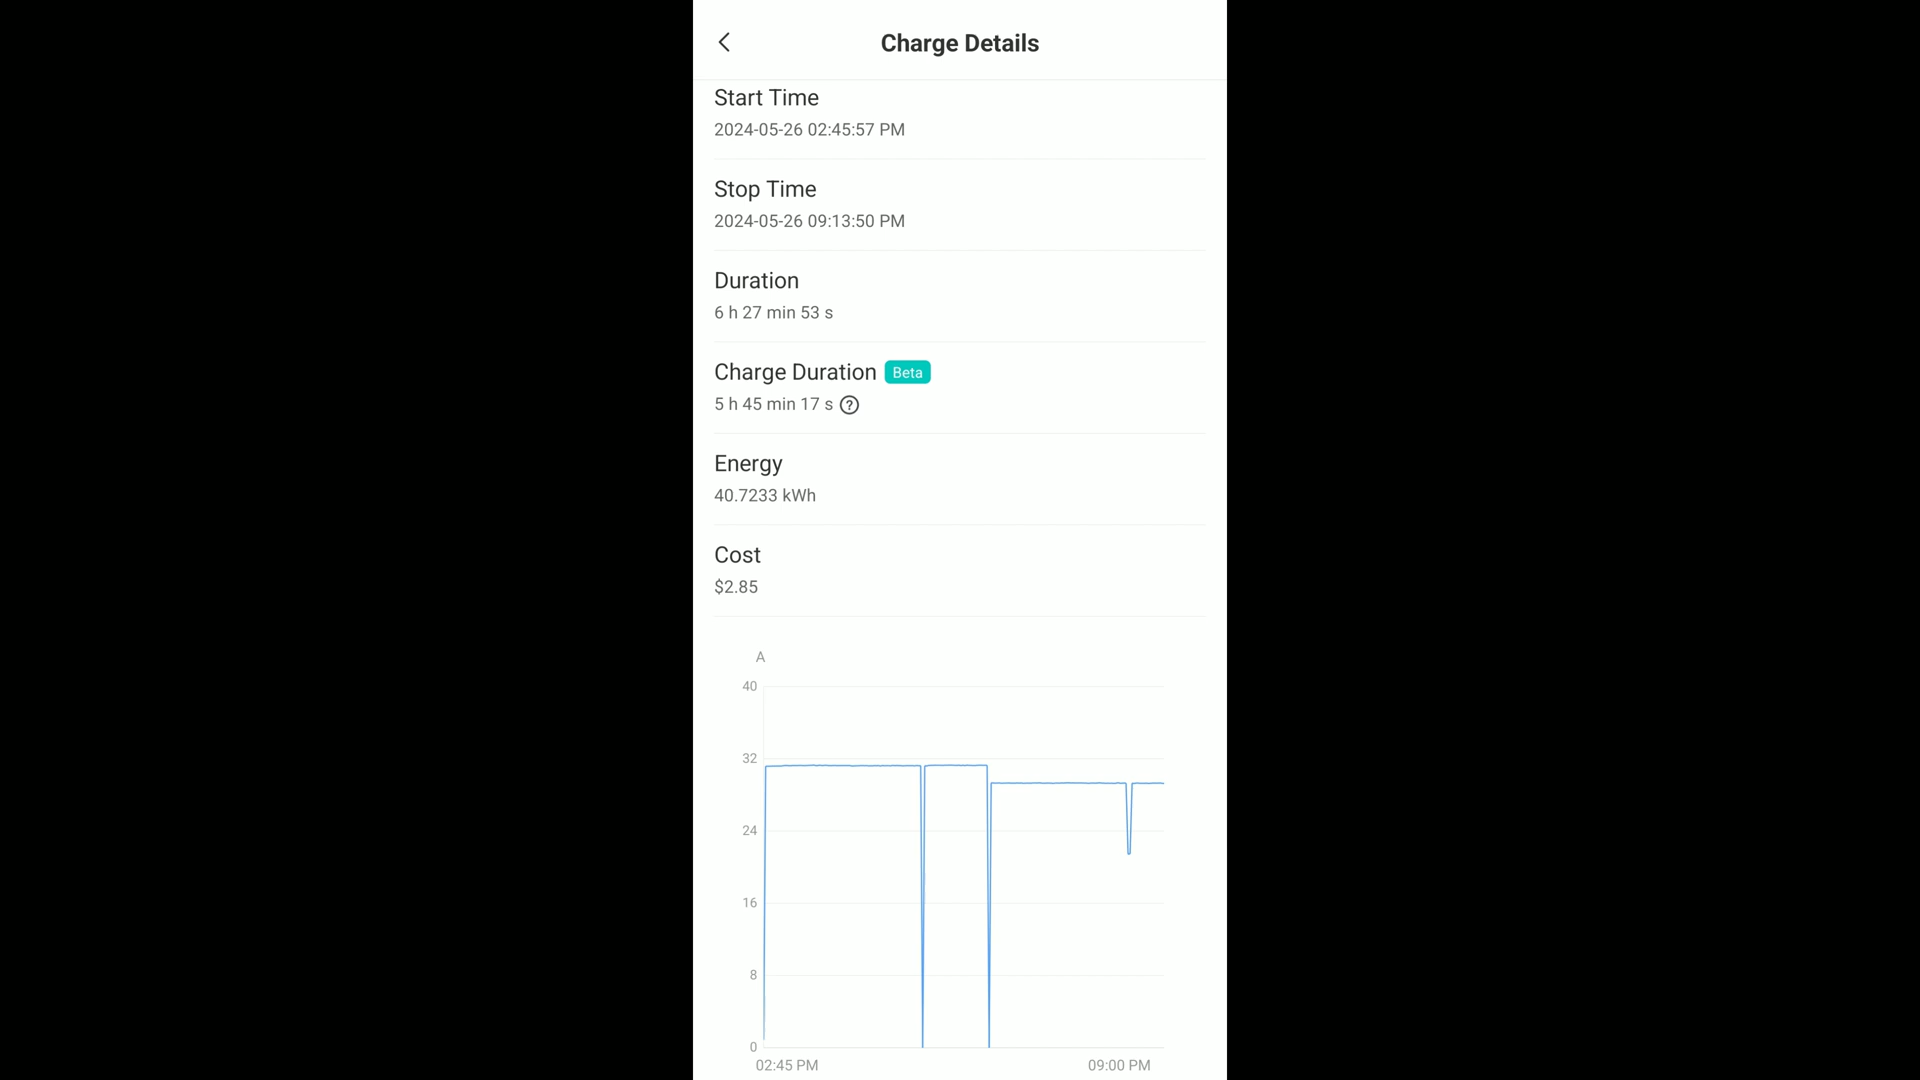 Charge Details
Start Time
2024-05-26 02:45:57 PM
Stop Time
2024-05-26 09:13:50 PM
Duration
6 h 27 min 53 s
Charge Duration Beta
5 h 45 min 17 s ?
Energy
40.7233 kWh
Cost
$2.85
A
40
32
24
16
8
0
02:45 PM 09:00 PM